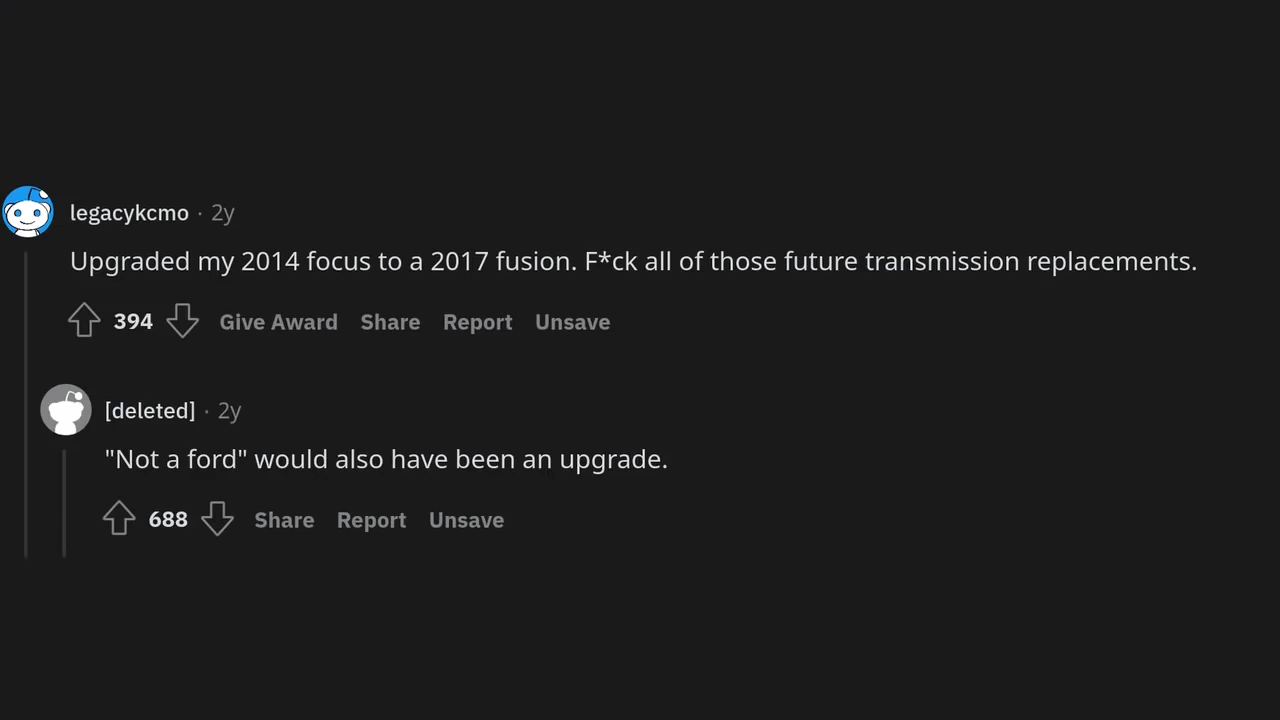 legacykcmo · 2y
Upgraded my 2014 focus to a 2017 fusion. F*ck all of those future transmission replacements.
394 Give Award Share Report Unsave
[deleted] · 2y
"Not a ford" would also have been an upgrade.
688 Share Report Unsave